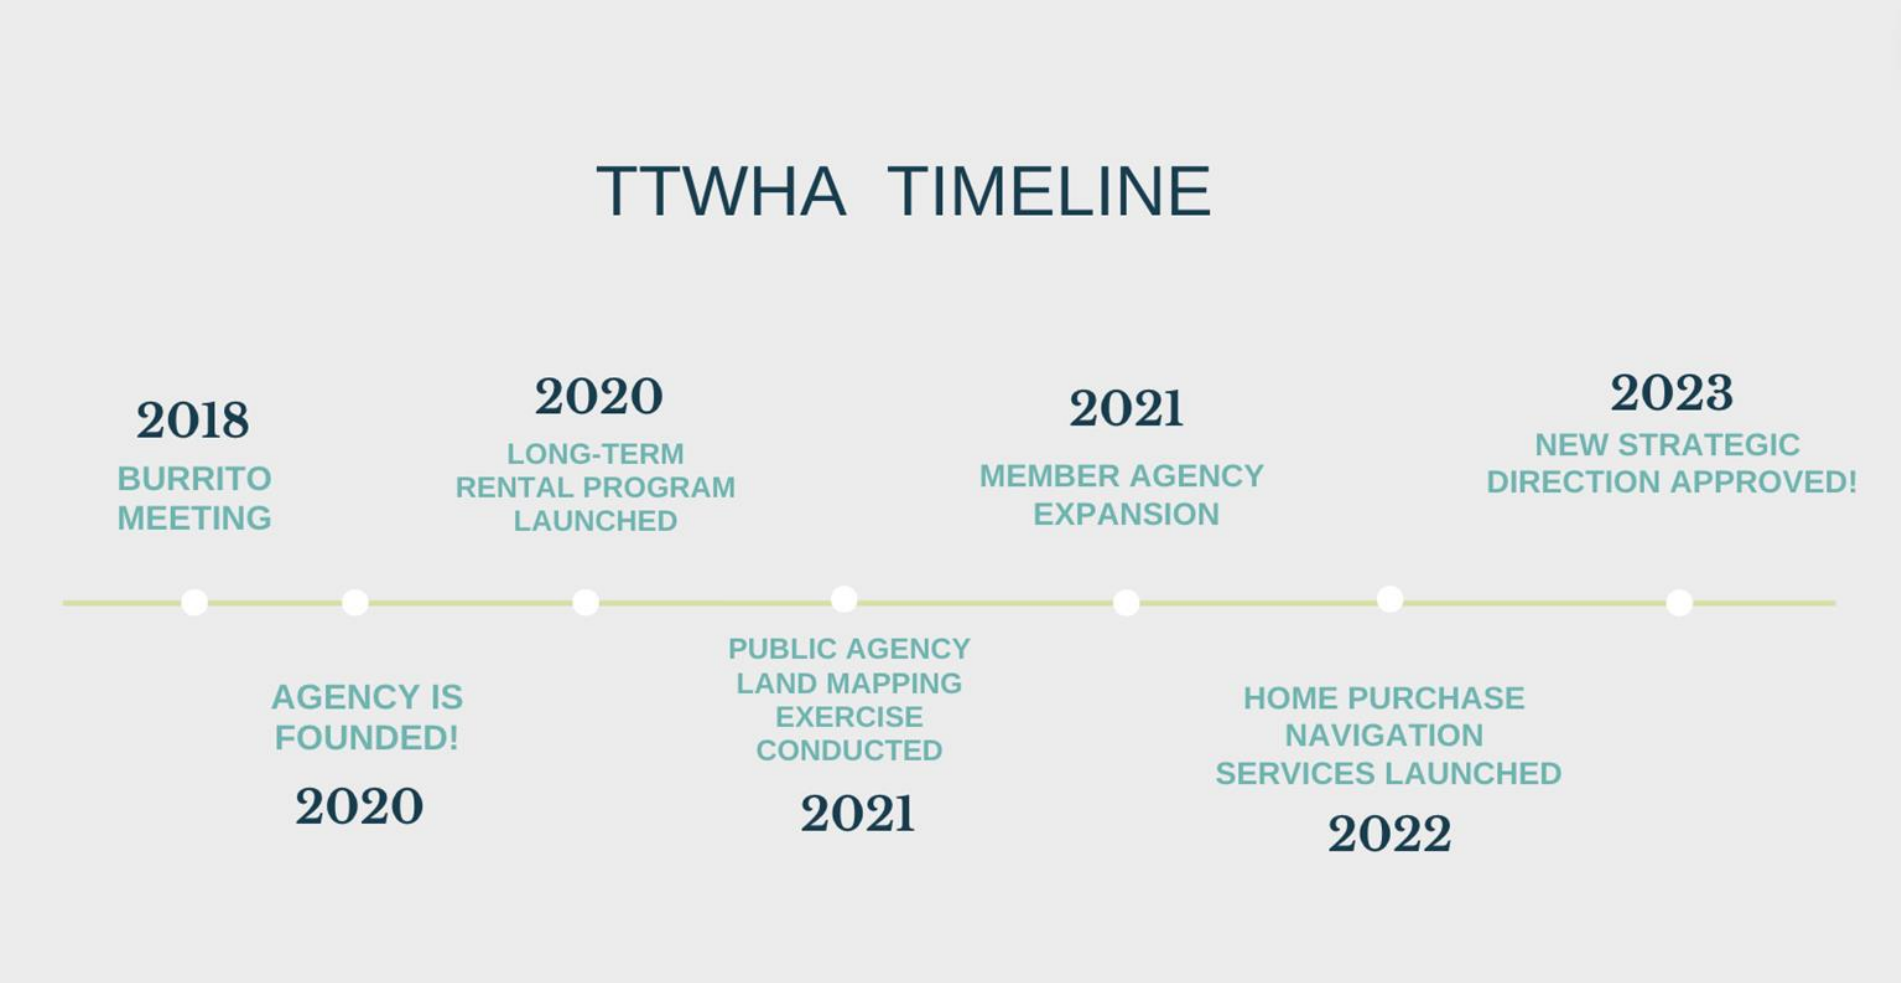 TTWHA TIMELINE
2018
BURRITO
MEETING
AGENCY IS
FOUNDED!
2020
2020
LONG-TERM
RENTAL PROGRAM
LAUNCHED
PUBLIC AGENCY
LAND MAPPING
EXERCISE
CONDUCTED
2021
2021
MEMBER AGENCY
EXPANSION
HOME PURCHASE
NAVIGATION
SERVICES LAUNCHED
2022
2023
NEW STRATEGIC
DIRECTION APPROVED!